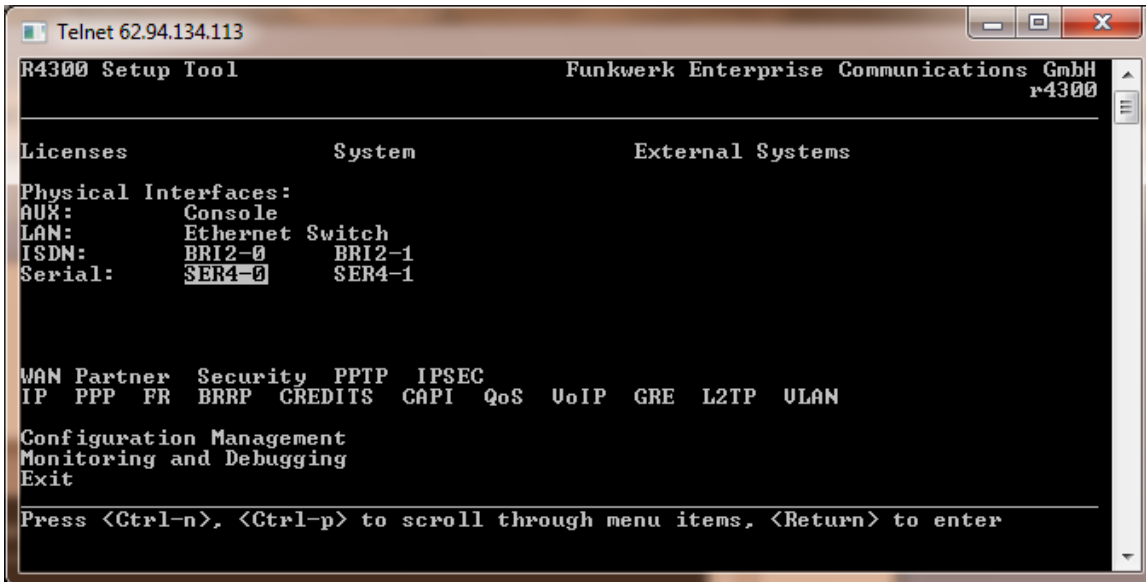 Telnet 62.94.134.113
R4300 Setup Tool Funkwerk Enterprise Communications GmbH
r4300
Licenses System External Systems
Physical Interfaces:
AUX: Console
LAN: Ethernet Switch
ISDN: BRI2-0 BRI2-1
Serial: SER4-0 SER4-1
WAN Partner Security PPTP IPSEC
IP PPP FR BRRP CREDITS CAPI QoS VoIP GRE L2TP VLAN
Configuration Management
Monitoring and Debugging
Exit
Press <Ctrl-n>, <Ctrl-p> to scroll through menu items, <Return> to enter